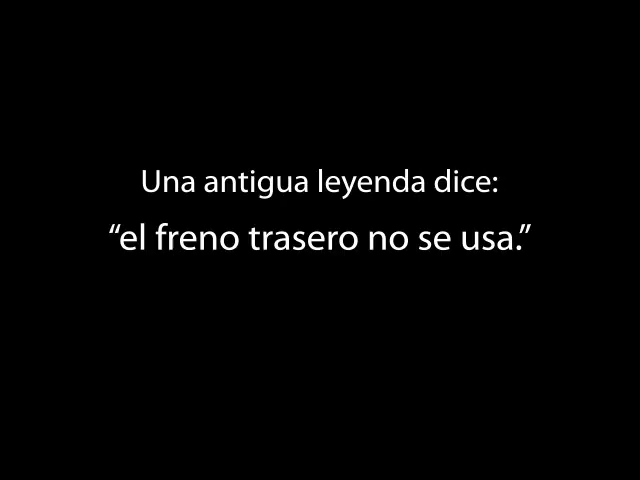 Una antigua leyenda dice:
“el freno trasero no se usa.”